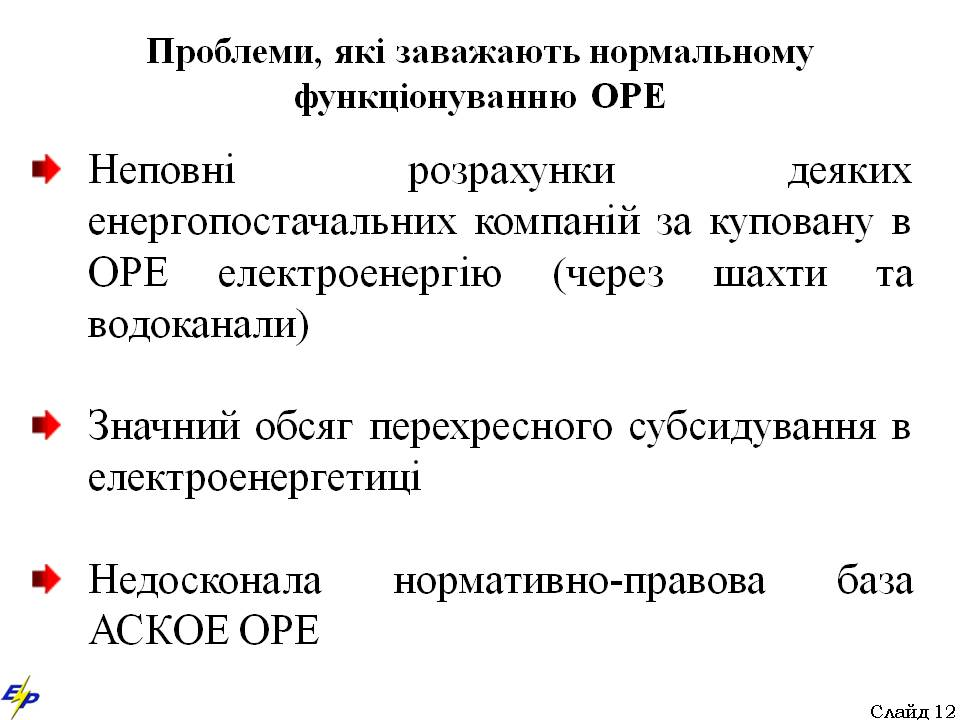 Проблеми, які заважають нормальному
функціонуванню ОРЕ
Неповні розрахунки деяких
енергопостачальних компаній за куповану в
ОРЕ електроенергію (через шахти та
водоканали)
Значний обсяг перехресного субсидування в
електроенергетиці
Недосконала нормативно-правова база
АСКОЕ ОРЕ
ЕР
Слайд 12